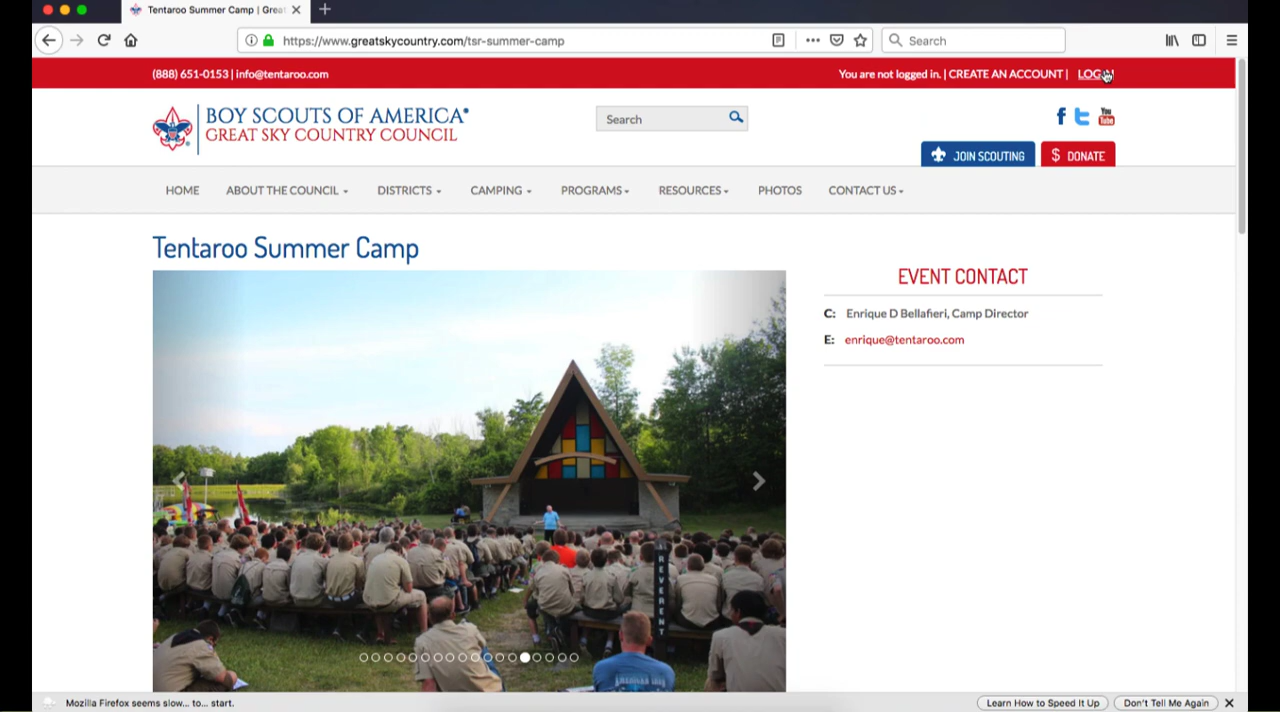 Tentaroo Summer Camp | Great
https://www.greatskycountry.com/tsr-summer-camp
Search
(888) 651-0153 | info@tentaroo.com
You are not logged in. | CREATE AN ACCOUNT | LOGIN
BOY SCOUTS OF AMERICA®
GREAT SKY COUNTRY COUNCIL
Search
You Tube
JOIN SCOUTING
$ DONATE
HOME ABOUT THE COUNCIL DISTRICTS CAMPING PROGRAMS RESOURCES PHOTOS CONTACT US
Tentaroo Summer Camp
EVENT CONTACT
C: Enrique D Bellafieri, Camp Director
E: enrique@tentaroo.com
REVERENT
Mozilla Firefox seems slow... to... start.
Learn How to Speed It Up
Don't Tell Me Again